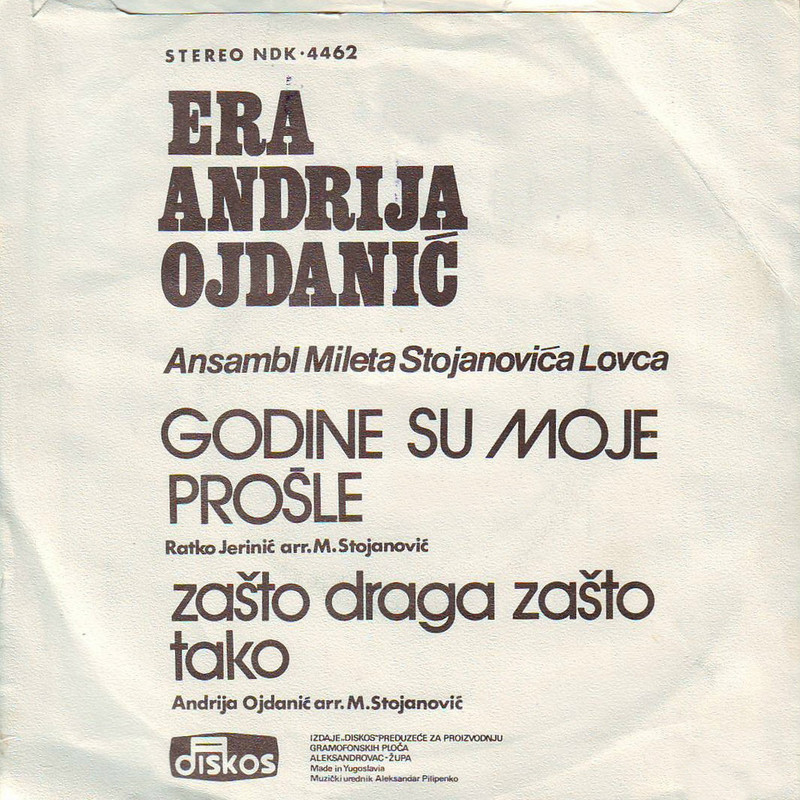 STEREO NDK·4462
ERA
ANDRIJA
OJDANIĆ
Ansambl Mileta Stojanovića Lovca
GODINE SU MOJE
PROŠLE
Ratko Jerinić arr. M. Stojanovič
zašto draga zašto
tako
Andrija Ojdanić arr. M. Stojanovič
diskos
IZDAJE „DISKOS" PREDUZEĆE ZA PROIZVODNJU
GRAMOFONSKIH PLOČA
ALEKSANDROVAC-ŽUPA
Made in Yugoslavia
Muzički urednik Aleksandar Pilipenko